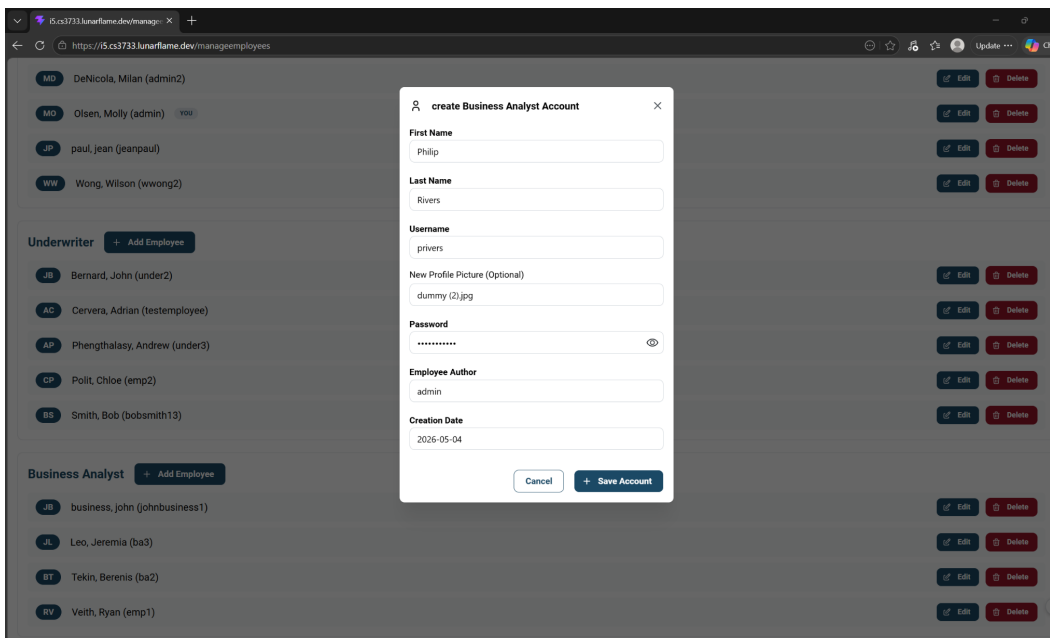 i5.cs3733.lunarflame.dev/manage
https://i5.cs3733.lunarflame.dev/manageemployees
Update
MD DeNicola, Milan (admin2) Edit Delete
MO Olsen, Molly (admin) YOU Edit Delete
JP paul, jean (jeanpaul) Edit Delete
WW Wong, Wilson (wwong2) Edit Delete
Underwriter + Add Employee
JB Bernard, John (under2) Edit Delete
AC Cervera, Adrian (testemployee) Edit Delete
AP Phengthalasy, Andrew (under3) Edit Delete
CP Polit, Chloe (emp2) Edit Delete
BS Smith, Bob (bobsmith13) Edit Delete
Business Analyst + Add Employee
JB business, john (johnbusiness1) Edit Delete
JL Leo, Jeremia (ba3) Edit Delete
BT Tekin, Berenis (ba2) Edit Delete
RV Veith, Ryan (emp1) Edit Delete
create Business Analyst Account
First Name
Philip
Last Name
Rivers
Username
privers
New Profile Picture (Optional)
dummy (2).jpg
Password
•••••••••••
Employee Author
admin
Creation Date
2026-05-04
Cancel + Save Account